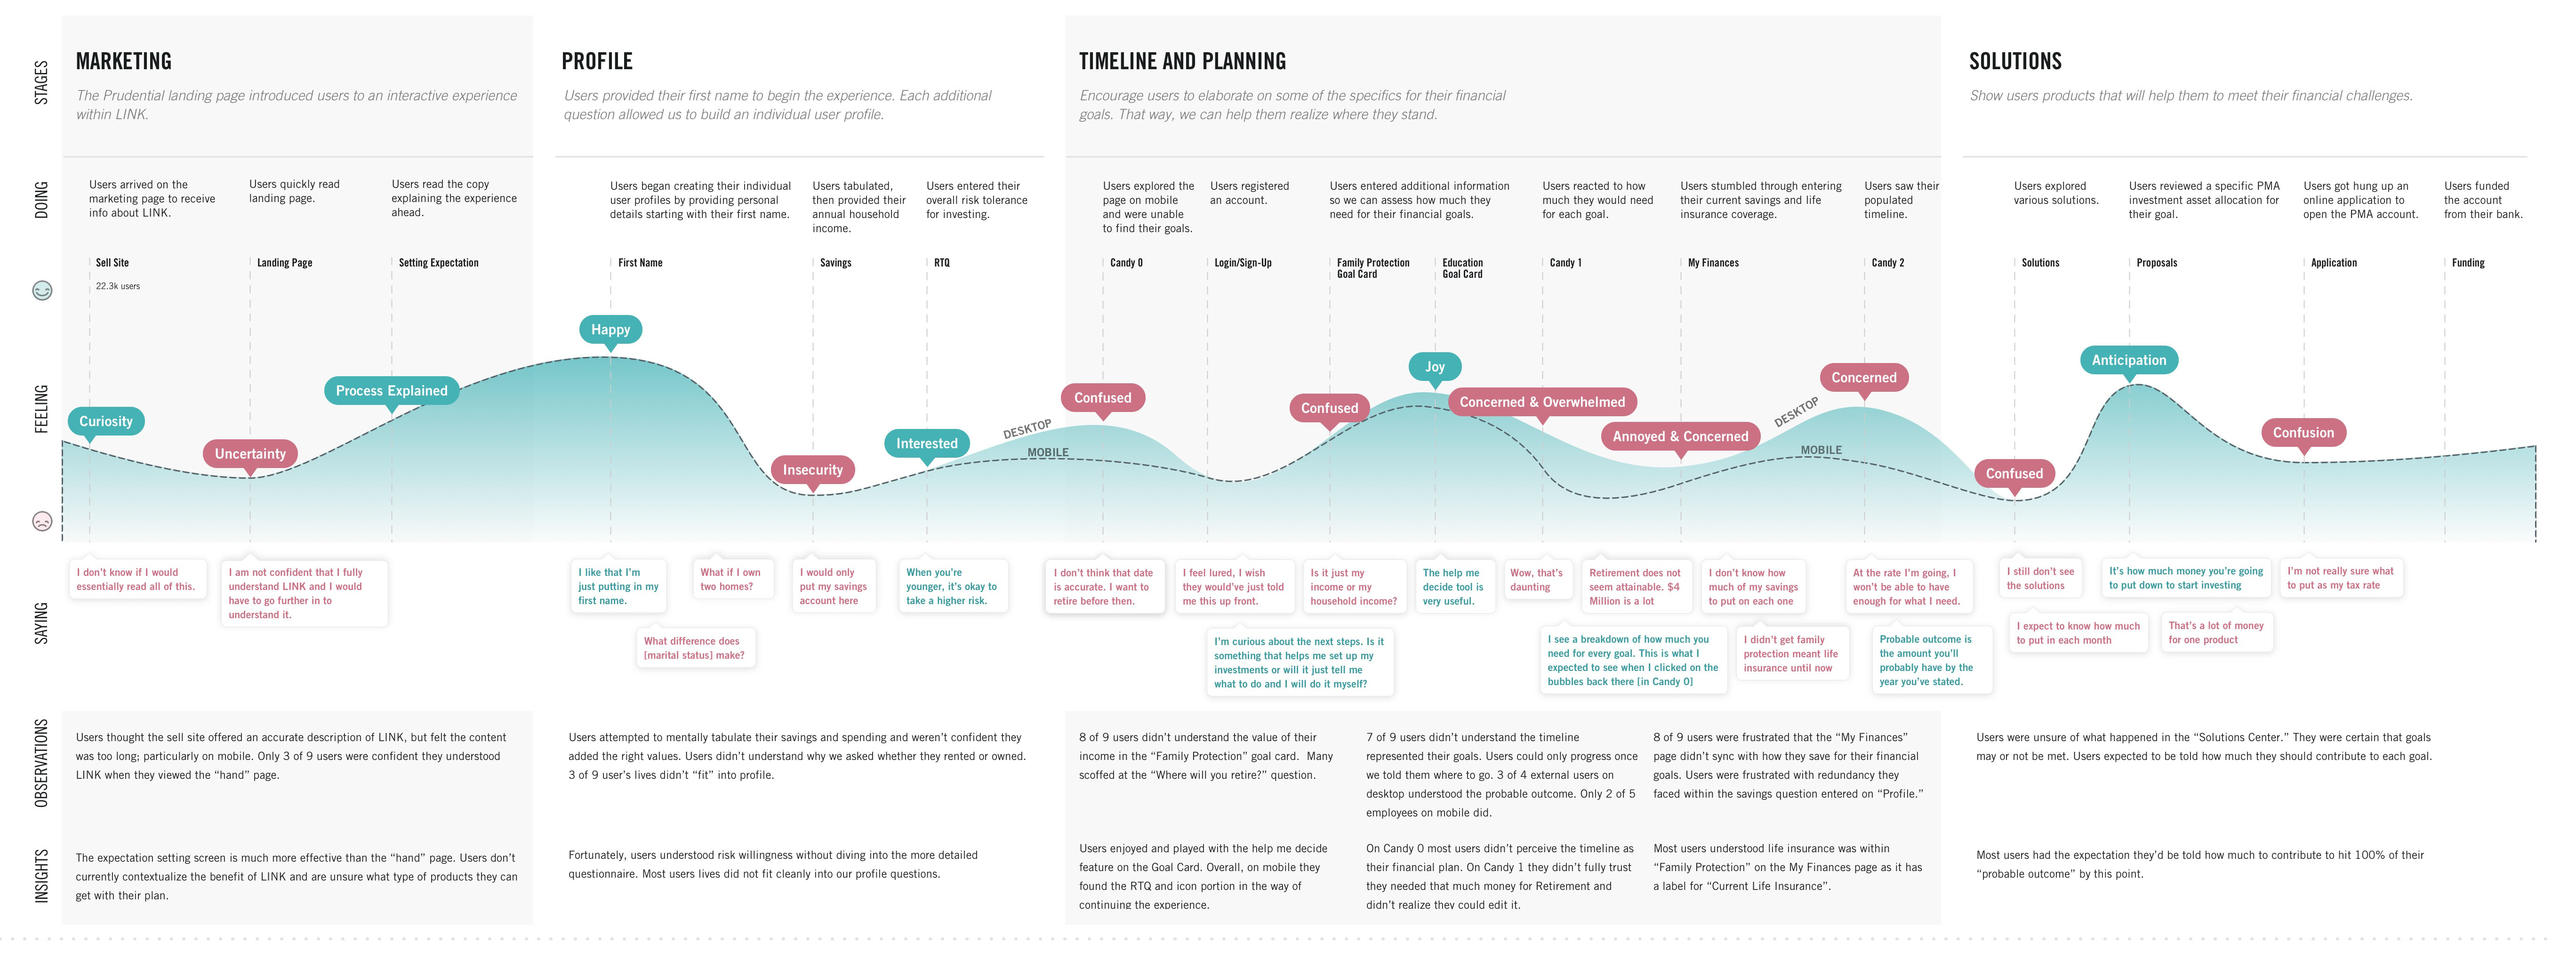 STAGES
MARKETING
The Prudential landing page introduced users to an interactive experience
within LINK.
PROFILE
Users provided their first name to begin the experience. Each additional
question allowed us to build an individual user profile.
TIMELINE AND PLANNING
Encourage users to elaborate on some of the specifics for their financial
goals. That way, we can help them realize where they stand.
SOLUTIONS
Show users products that will help them to meet their financial challenges.
DOING
Users arrived on the
marketing page to receive
info about LINK.
Users quickly read
landing page.
Users read the copy
explaining the experience
ahead.
Users began creating their individual
user profiles by providing personal
details starting with their first name.
Users tabulated,
then provided their
annual household
income.
Users entered their
overall risk tolerance
for investing.
Users explored the
page on mobile
and were unable
to find their goals.
Users registered
an account.
Users entered additional information
so we can assess how much they
need for their financial goals.
Users reacted to how
much they would need
for each goal.
Users stumbled through entering
their current savings and life
insurance coverage.
Users saw their
populated
timeline.
Users explored
various solutions.
Users reviewed a specific PMA
investment asset allocation for
their goal.
Users got hung up an
online application to
open the PMA account.
Users funded
the account
from their bank.
Sell Site
22.3k users
Landing Page
Setting Expectation
First Name
Savings
RTQ
Candy 0
Login/Sign-Up
Family Protection
Goal Card
Education
Goal Card
Candy 1
My Finances
Candy 2
Solutions
Proposals
Application
Funding
FEELING
Curiosity
Uncertainty
Process Explained
Happy
Insecurity
Interested
DESKTOP
MOBILE
Confused
Confused
Joy
Concerned & Overwhelmed
Annoyed & Concerned
DESKTOP
MOBILE
Concerned
Confused
Anticipation
Confusion
SAYING
I don't know if I would
essentially read all of this.
I am not confident that I fully
understand LINK and I would
have to go further in to
understand it.
I like that I'm
just putting in my
first name.
What if I own
two homes?
What difference does
[marital status] make?
I would only
put my savings
account here
When you're
younger, it's okay to
take a higher risk.
I don't think that date
is accurate. I want to
retire before then.
I feel lured, I wish
they would've just told
me this up front.
Is it just my
income or my
household income?
I'm curious about the next steps. Is it
something that helps me set up my
investments or will it just tell me
what to do and I will do it myself?
The help me
decide tool is
very useful.
Wow, that's
daunting
Retirement does not
seem attainable. $4
Million is a lot
I don't know how
much of my savings
to put on each one
I see a breakdown of how much you
need for every goal. This is what I
expected to see when I clicked on the
bubbles back there [in Candy 0]
I didn't get family
protection meant life
insurance until now
At the rate I'm going, I
won't be able to have
enough for what I need.
Probable outcome is
the amount you'll
probably have by the
year you've stated.
I still don't see
the solutions
I expect to know how much
to put in each month
It's how much money you're going
to put down to start investing
That's a lot of money
for one product
I'm not really sure what
to put as my tax rate
OBSERVATIONS
Users thought the sell site offered an accurate description of LINK, but felt the content
was too long; particularly on mobile. Only 3 of 9 users were confident they understood
LINK when they viewed the “hand” page.
Users attempted to mentally tabulate their savings and spending and weren't confident they
added the right values. Users didn't understand why we asked whether they rented or owned.
3 of 9 user's lives didn't “fit” into profile.
8 of 9 users didn't understand the value of their
income in the “Family Protection” goal card. Many
scoffed at the “Where will you retire?” question.
7 of 9 users didn't understand the timeline
represented their goals. Users could only progress once
we told them where to go. 3 of 4 external users on
desktop understood the probable outcome. Only 2 of 5
employees on mobile did.
8 of 9 users were frustrated that the “My Finances”
page didn't sync with how they save for their financial
goals. Users were frustrated with redundancy they
faced within the savings question entered on “Profile.”
Users were unsure of what happened in the “Solutions Center.” They were certain that goals
may or not be met. Users expected to be told how much they should contribute to each goal.
INSIGHTS
The expectation setting screen is much more effective than the “hand” page. Users don't
currently contextualize the benefit of LINK and are unsure what type of products they can
get with their plan.
Fortunately, users understood risk willingness without diving into the more detailed
questionnaire. Most users lives did not fit cleanly into our profile questions.
Users enjoyed and played with the help me decide
feature on the Goal Card. Overall, on mobile they
found the RTQ and icon portion in the way of
continuing the experience.
On Candy 0 most users didn't perceive the timeline as
their financial plan. On Candy 1 they didn't fully trust
they needed that much money for Retirement and
didn't realize they could edit it.
Most users understood life insurance was within
“Family Protection” on the My Finances page as it has
a label for “Current Life Insurance”.
Most users had the expectation they'd be told how much to contribute to hit 100% of their
“probable outcome” by this point.